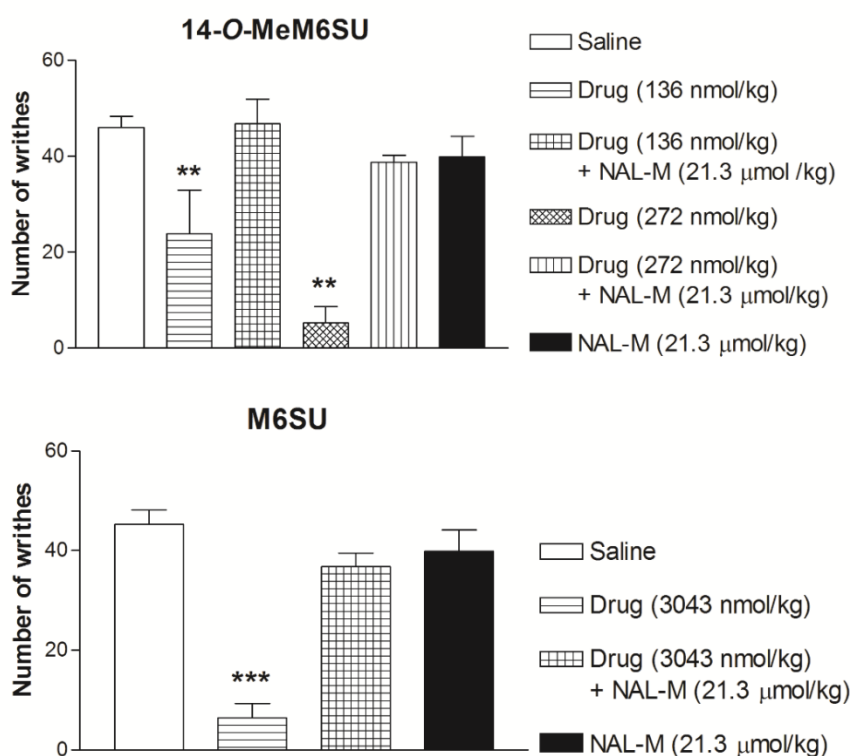 14-O-MeM6SU
60
40
20
0
Number of writhes
**
**
Saline
Drug (136 nmol/kg)
Drug (136 nmol/kg)
+ NAL-M (21.3 μmol /kg)
Drug (272 nmol/kg)
Drug (272 nmol/kg)
+ NAL-M (21.3 μmol/kg)
NAL-M (21.3 μmol/kg)
M6SU
60
40
20
0
Number of writhes
***
Saline
Drug (3043 nmol/kg)
Drug (3043 nmol/kg)
+ NAL-M (21.3 μmol/kg)
NAL-M (21.3 μmol/kg)